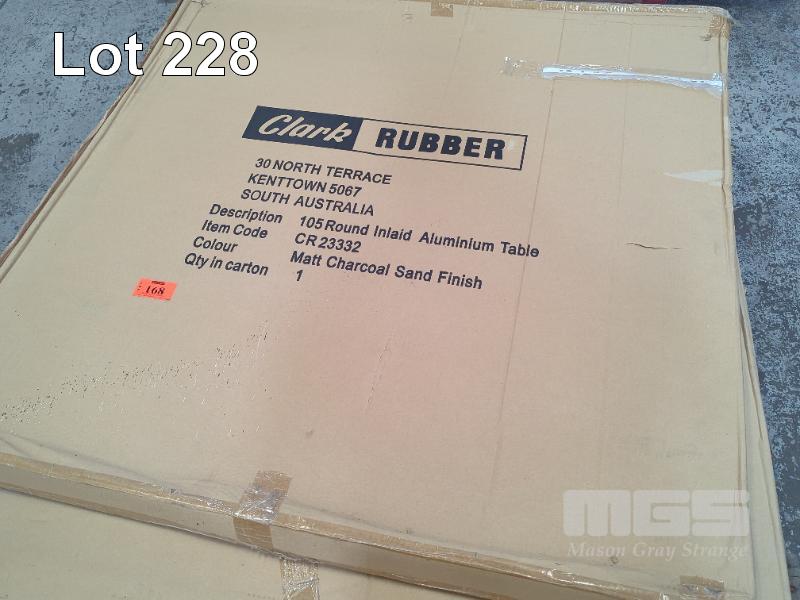 Lot 228
Clark RUBBER
30 NORTH TERRACE
KENTTOWN 5067
SOUTH AUSTRALIA
Description 105 Round Inlaid Aluminium Table
Item Code CR 23332
Colour Matt Charcoal Sand Finish
Qty in carton 1
168
MGS
Mason Gray Strange